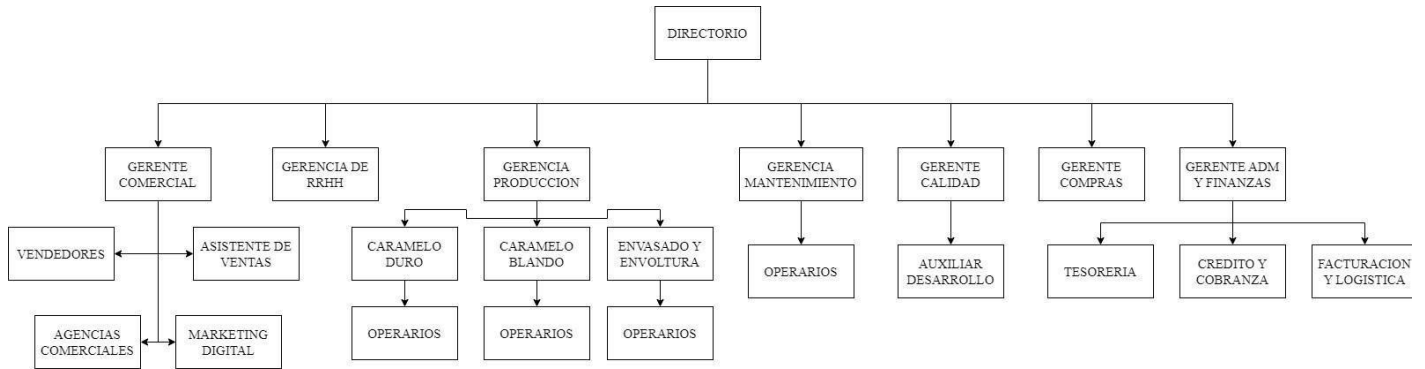 DIRECTORIO
GERENTE
COMERCIAL
GERENCIA DE
RRHH
GERENCIA
PRODUCCION
GERENCIA
MANTENIMIENTO
GERENTE
CALIDAD
GERENTE
COMPRAS
GERENTE ADM
Y FINANZAS
VENDEDORES
ASISTENTE DE
VENTAS
CARAMELO
DURO
CARAMELO
BLANDO
ENVASADO Y
ENVOLTURA
OPERARIOS
AUXILIAR
DESARROLLO
TESORERIA
CREDITO Y
COBRANZA
FACTURACION
Y LOGISTICA
AGENCIAS
COMERCIALES
MARKETING
DIGITAL
OPERARIOS
OPERARIOS
OPERARIOS